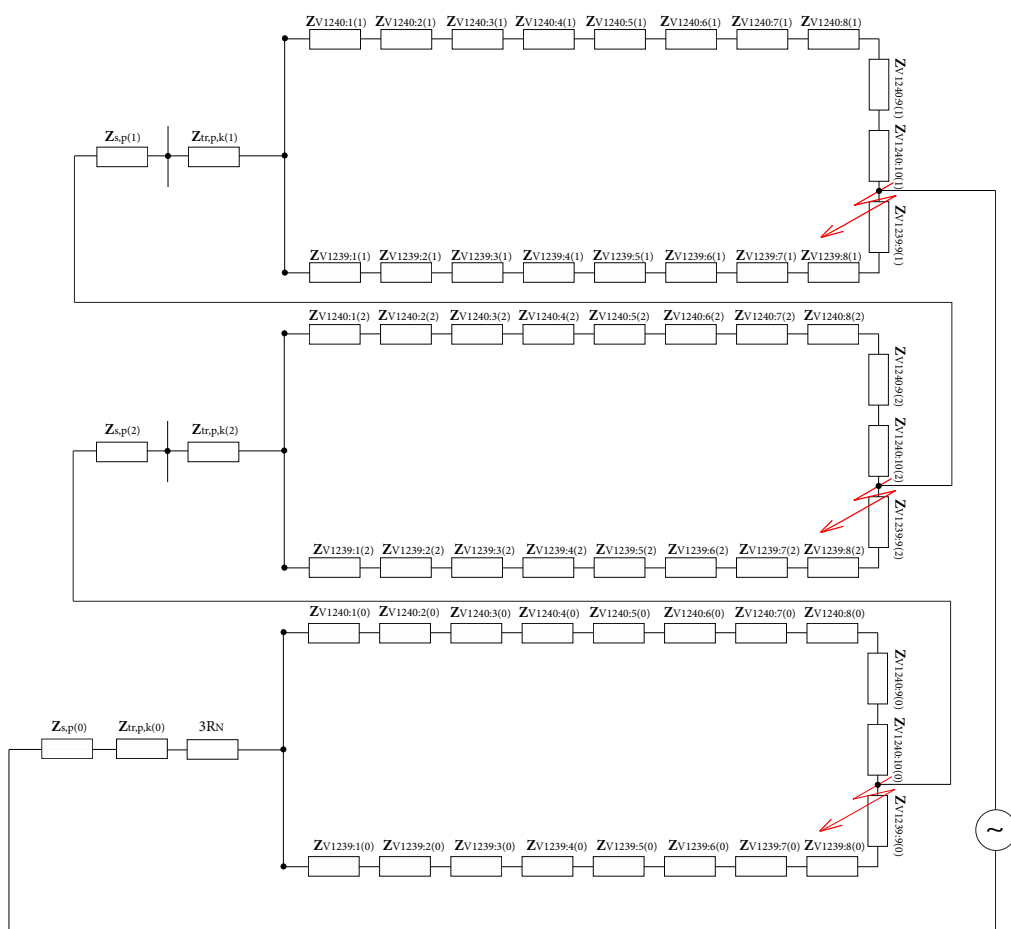 ZV1240:1(1) ZV1240:2(1) ZV1240:3(1) ZV1240:4(1) ZV1240:5(1) ZV1240:6(1) ZV1240:7(1) ZV1240:8(1)
ZV1240:9(1)
Zs,p(1) Ztr,p,k(1)
ZV1240:10(1)
ZV1239:9(1)
ZV1239:1(1) ZV1239:2(1) ZV1239:3(1) ZV1239:4(1) ZV1239:5(1) ZV1239:6(1) ZV1239:7(1) ZV1239:8(1)
ZV1240:1(2) ZV1240:2(2) ZV1240:3(2) ZV1240:4(2) ZV1240:5(2) ZV1240:6(2) ZV1240:7(2) ZV1240:8(2)
ZV1240:9(2)
Zs,p(2) Ztr,p,k(2)
ZV1240:10(2)
ZV1239:9(2)
ZV1239:1(2) ZV1239:2(2) ZV1239:3(2) ZV1239:4(2) ZV1239:5(2) ZV1239:6(2) ZV1239:7(2) ZV1239:8(2)
ZV1240:1(0) ZV1240:2(0) ZV1240:3(0) ZV1240:4(0) ZV1240:5(0) ZV1240:6(0) ZV1240:7(0) ZV1240:8(0)
ZV1240:9(0)
Zs,p(0) Ztr,p,k(0) 3RN
ZV1240:10(0)
ZV1239:9(0)
~
ZV1239:1(0) ZV1239:2(0) ZV1239:3(0) ZV1239:4(0) ZV1239:5(0) ZV1239:6(0) ZV1239:7(0) ZV1239:8(0)